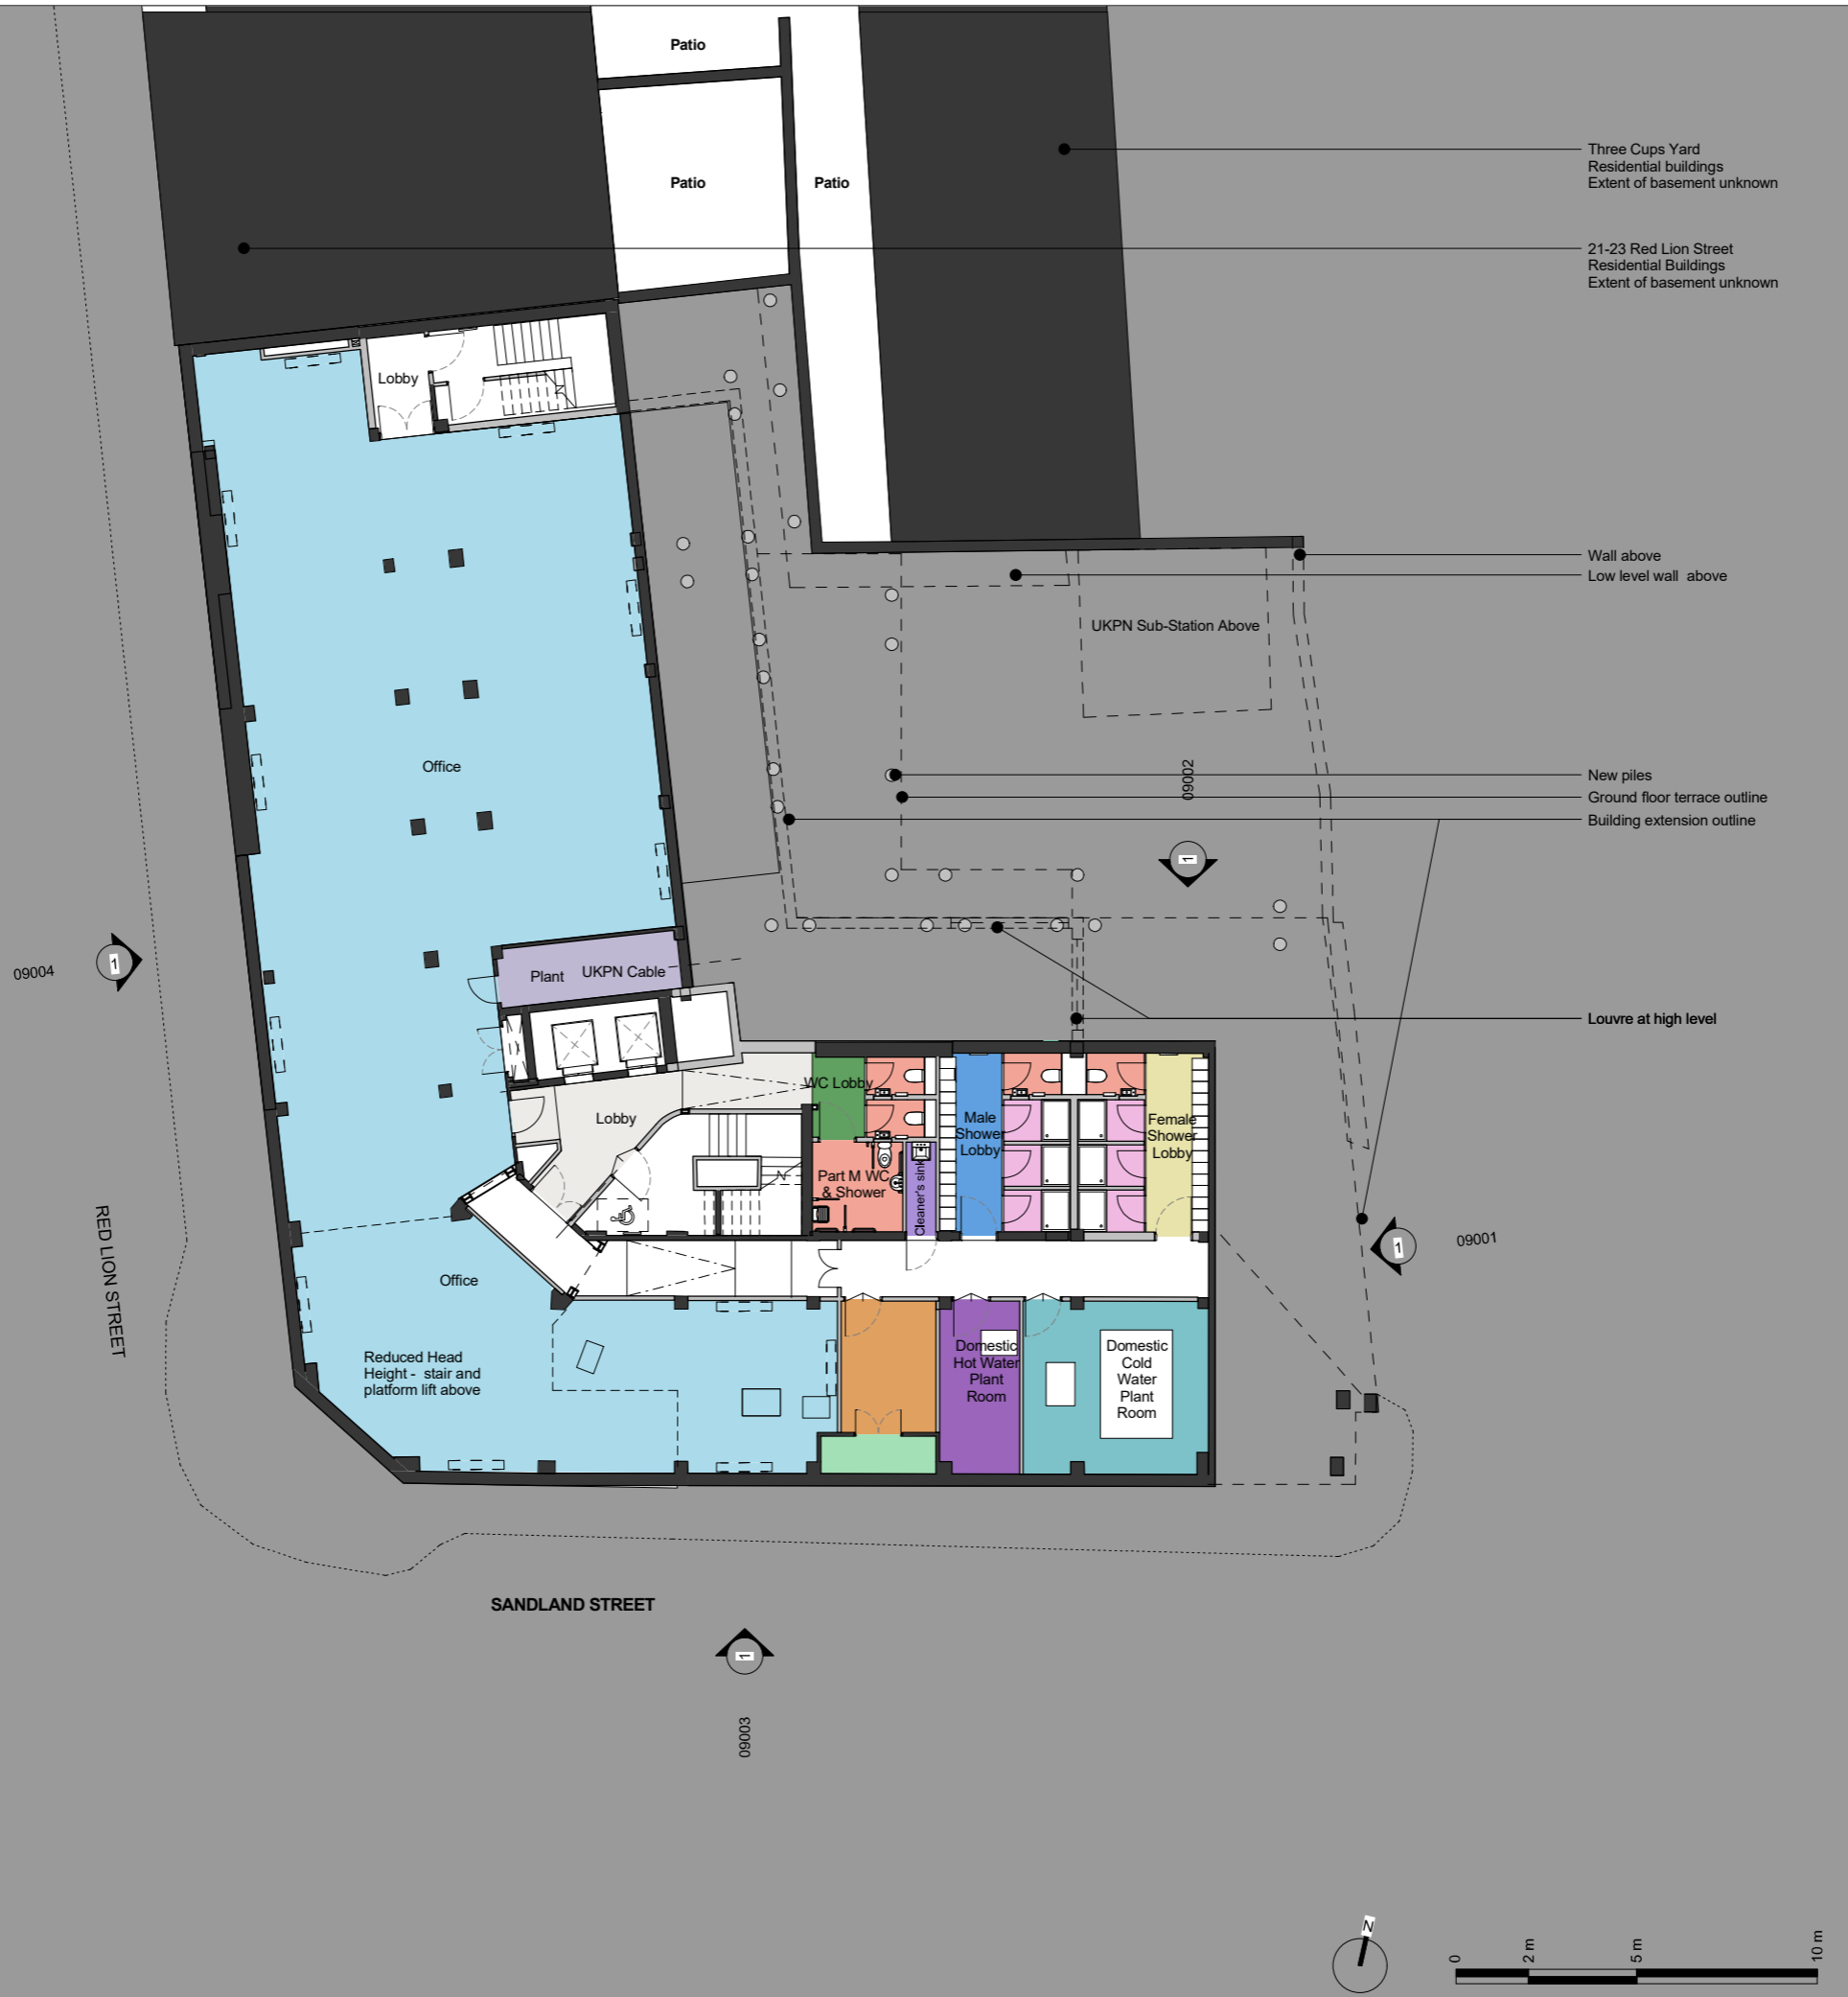 Patio
Patio
Patio
Three Cups Yard
Residential buildings
Extent of basement unknown
21-23 Red Lion Street
Residential Buildings
Extent of basement unknown
Lobby
Wall above
Low level wall above
UKPN Sub-Station Above
Office
09002
New piles
Ground floor terrace outline
Building extension outline
1
09004
1
Plant
UKPN Cable
Louvre at high level
WC Lobby
Lobby
Male
Shower
Lobby
Female
Shower
Lobby
Part M WC
& Shower
Cleaner's sink
RED LION STREET
1
09001
Office
Reduced Head
Height - stair and
platform lift above
Domestic
Hot Water
Plant
Room
Domestic
Cold
Water
Plant
Room
SANDLAND STREET
1
09003
N
0
2 m
5 m
10 m